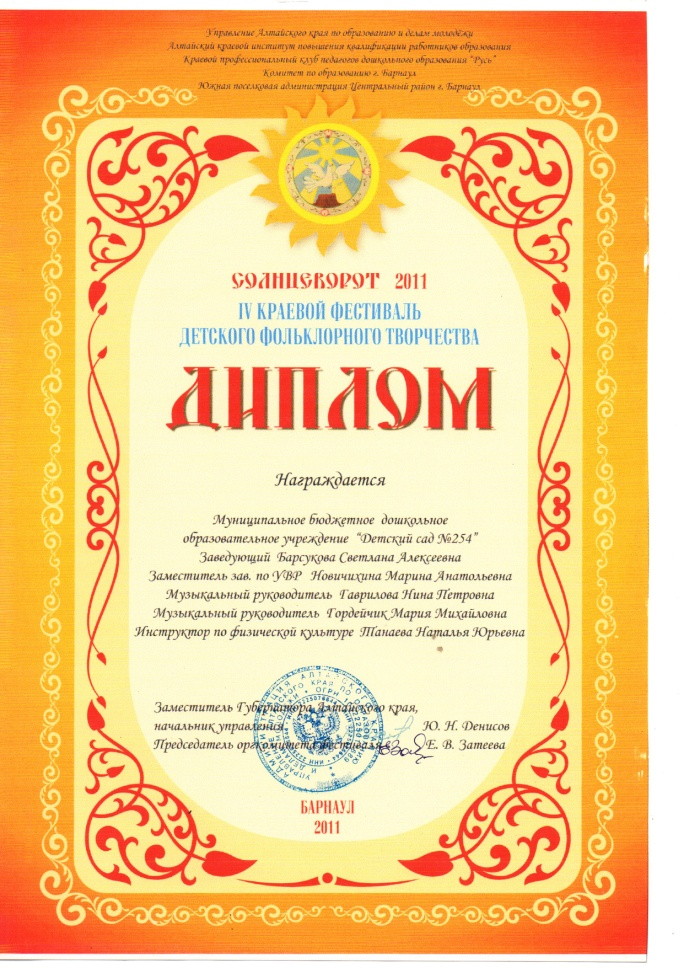 Управление Алтайского края по образованию и делам молодёжи
Алтайский краевой институт повышения квалификации работников образования
Краевой профессиональный клуб педагогов дошкольного образования "Русь"
Комитет по образованию г. Барнаул
Южная поселковая администрация Центральный район г. Барнаул
СОЛНЦЕВОРОТ 2011
IV КРАЕВОЙ ФЕСТИВАЛЬ
ДЕТСКОГО ФОЛЬКЛОРНОГО ТВОРЧЕСТВА
ДИПЛОМ
Награждается
Муниципальное бюджетное дошкольное
образовательное учреждение "Детский сад №254"
Заведующий Барсукова Светлана Алексеевна
Заместитель зав. по УВР Новичихина Марина Анатольевна
Музыкальный руководитель Гаврилова Нина Петровна
Музыкальный руководитель Гордейчик Мария Михайловна
Инструктор по физической культуре Танаева Наталья Юрьевна
Заместитель Губернатора Алтайского края,
начальник управления Ю. Н. Денисов
Председатель оргкомитета фестиваля Е. В. Затеева
БАРНАУЛ
2011